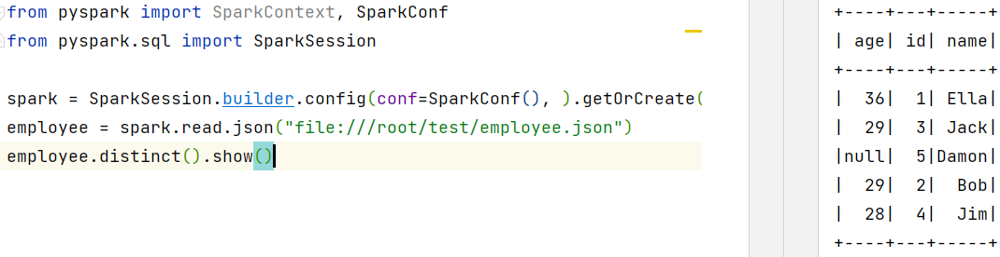 from pyspark import SparkContext, SparkConf
from pyspark.sql import SparkSession
spark = SparkSession.builder.config(conf=SparkConf(), ).getOrCreate(
employee = spark.read.json("file:///root/test/employee.json")
employee.distinct().show()
+----+---+-----+
| age| id| name|
+----+---+-----+
|  36|  1| Ella|
|  29|  3| Jack|
|null|  5|Damon|
|  29|  2|  Bob|
|  28|  4|  Jim|
+----+---+-----+